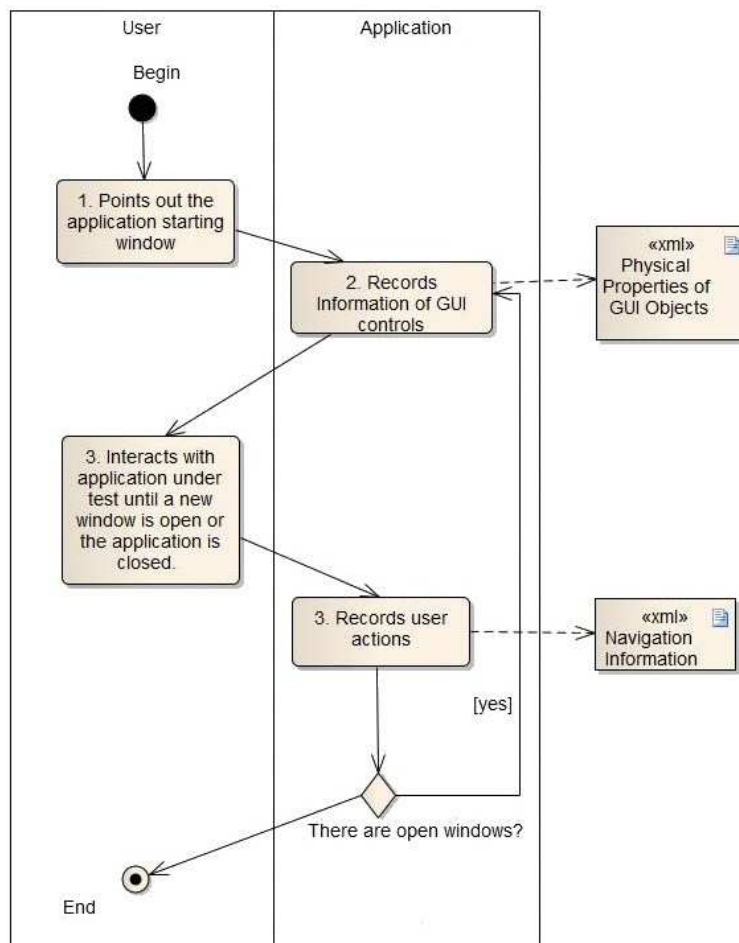 User
Application
Begin
1. Points out the
application starting
window
2. Records
Information of GUI
controls
«xml»
Physical
Properties of
GUI Objects
3. Interacts with
application under
test until a new
window is open or
the application is
closed.
3. Records user
actions
«xml»
Navigation
Information
[yes]
There are open windows?
End